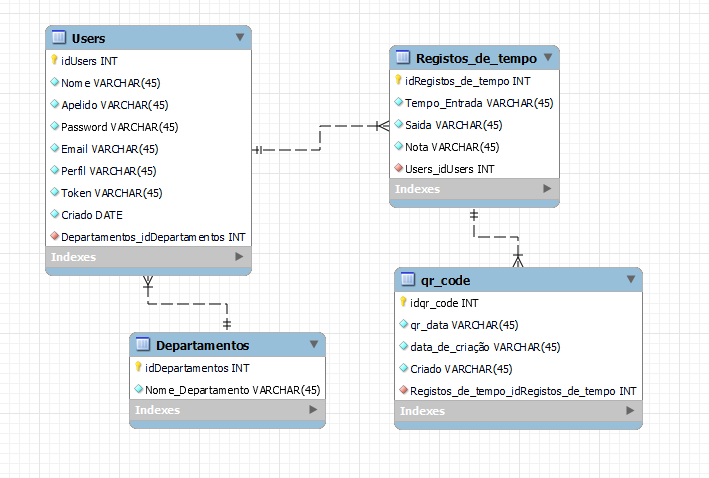 Users
idUsers INT
Nome VARCHAR(45)
Apelido VARCHAR(45)
Password VARCHAR(45)
Email VARCHAR(45)
Perfil VARCHAR(45)
Token VARCHAR(45)
Criado DATE
Departamentos_idDepartamentos INT
Indexes
Registos_de_tempo
idRegistos_de_tempo INT
Tempo_Entrada VARCHAR(45)
Saida VARCHAR(45)
Nota VARCHAR(45)
Users_idUsers INT
Indexes
Departamentos
idDepartamentos INT
Nome_Departamento VARCHAR(45)
Indexes
qr_code
idqr_code INT
qr_data VARCHAR(45)
data_de_criação VARCHAR(45)
Criado VARCHAR(45)
Registos_de_tempo_idRegistos_de_tempo INT
Indexes